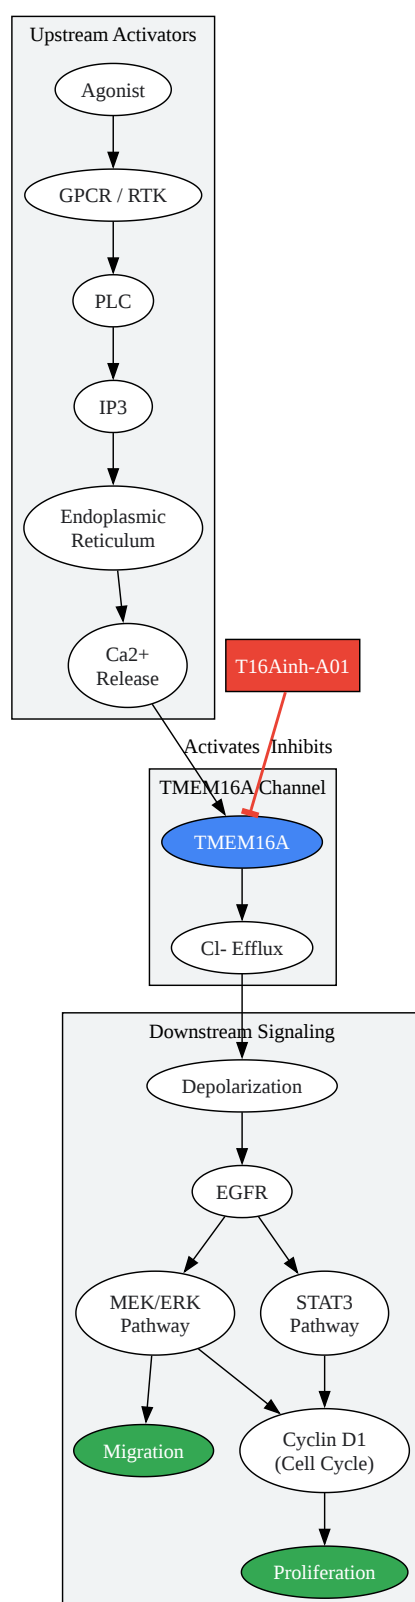 Upstream Activators
Agonist
GPCR / RTK
PLC
IP3
Endoplasmic
Reticulum
Ca2+
Release
T16Ainh-A01
Activates
Inhibits
TMEM16A Channel
TMEM16A
Cl- Efflux
Downstream Signaling
Depolarization
EGFR
MEK/ERK
Pathway
STAT3
Pathway
Migration
Cyclin D1
(Cell Cycle)
Proliferation